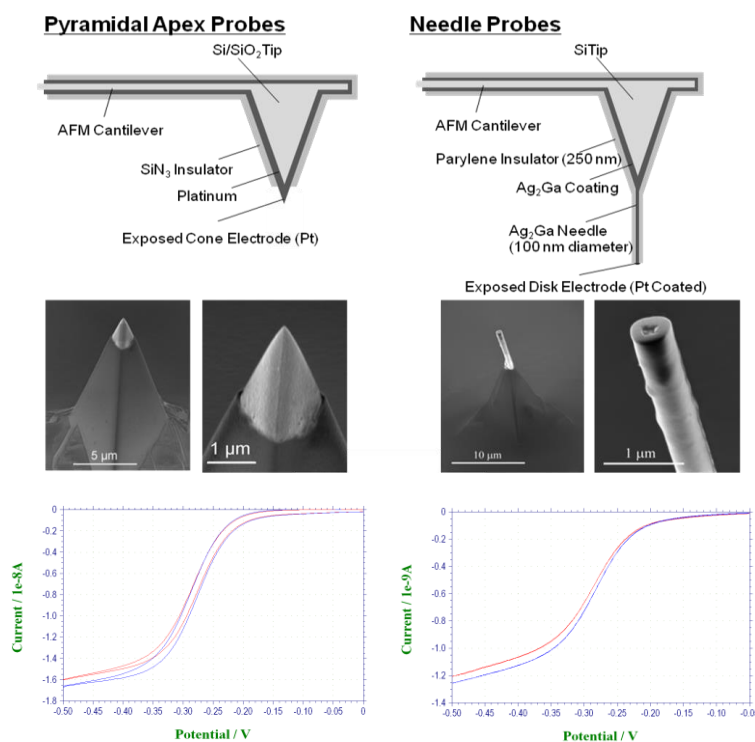 Pyramidal Apex Probes
Si/SiO2Tip
AFM Cantilever
SiN3 Insulator
Platinum
Exposed Cone Electrode (Pt)
Needle Probes
SiTip
AFM Cantilever
Parylene Insulator (250 nm)
Ag2Ga Coating
Ag2Ga Needle
(100 nm diameter)
Exposed Disk Electrode (Pt Coated)
5 µm
1 µm
10 µm
1 µm
Current / 1e-8A
0
-0.2
-0.4
-0.6
-0.8
-1.0
-1.2
-1.4
-1.6
-1.8
-0.50 -0.45 -0.40 -0.35 -0.30 -0.25 -0.20 -0.15 -0.10 -0.05 0
Potential / V
Current / 1e-9A
0
-0.2
-0.4
-0.6
-0.8
-1.0
-1.2
-1.4
-0.50 -0.45 -0.40 -0.35 -0.30 -0.25 -0.20 -0.15 -0.10 -0.0
Potential / V